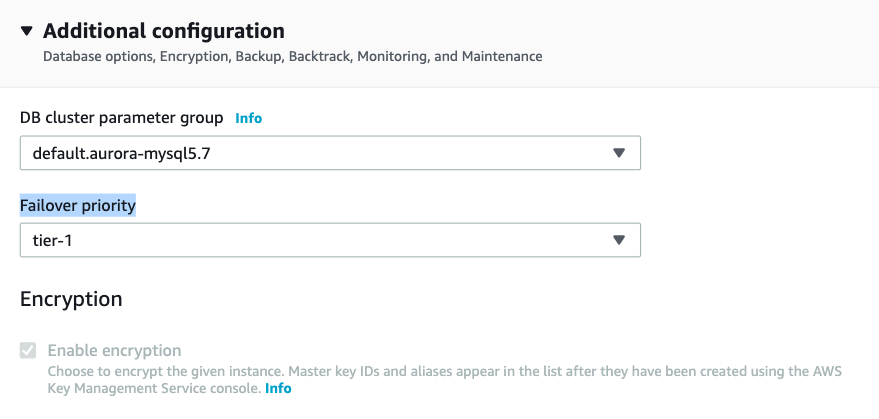 Additional configuration
Database options, Encryption, Backup, Backtrack, Monitoring, and Maintenance
DB cluster parameter group Info
default.aurora-mysql5.7
Failover priority
tier-1
Encryption
Enable encryption
Choose to encrypt the given instance. Master key IDs and aliases appear in the list after they have been created using the AWS
Key Management Service console. Info